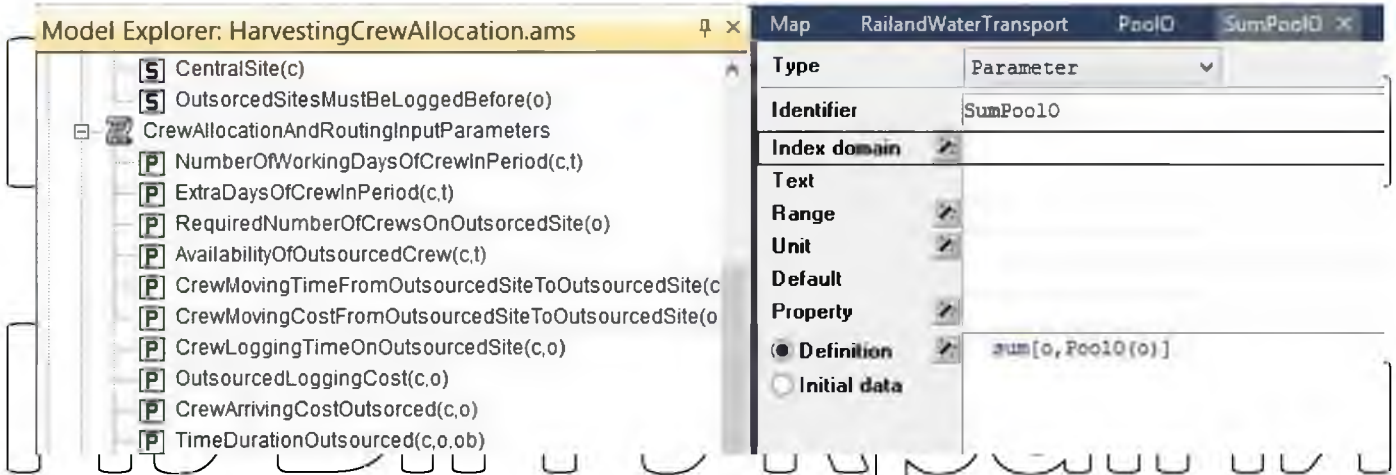 Model Explorer: HarvestingCrewAllocation.ams
CentralSite(c)
OutsorcedSitesMustBeLoggedBefore(o)
CrewAllocationAndRoutingInputParameters
NumberOfWorkingDaysOfCrewInPeriod(c,t)
ExtraDaysOfCrewInPeriod(c,t)
RequiredNumberOfCrewsOnOutsorcedSite(o)
AvailabilityOfOutsourcedCrew(c,t)
CrewMovingTimeFromOutsourcedSiteToOutsourcedSite(c
CrewMovingCostFromOutsourcedSiteToOutsourcedSite(o
CrewLoggingTimeOnOutsourcedSite(c,o)
OutsourcedLoggingCost(c,o)
CrewArrivingCostOutsorced(c,o)
TimeDurationOutsourced(c,o,ob)
Map RailandWaterTransport PoolO SumPoolO
Type Parameter
Identifier SumPoolO
Index domain
Text
Range
Unit
Default
Property
Definition sum[o,PoolO(o)]
Initial data